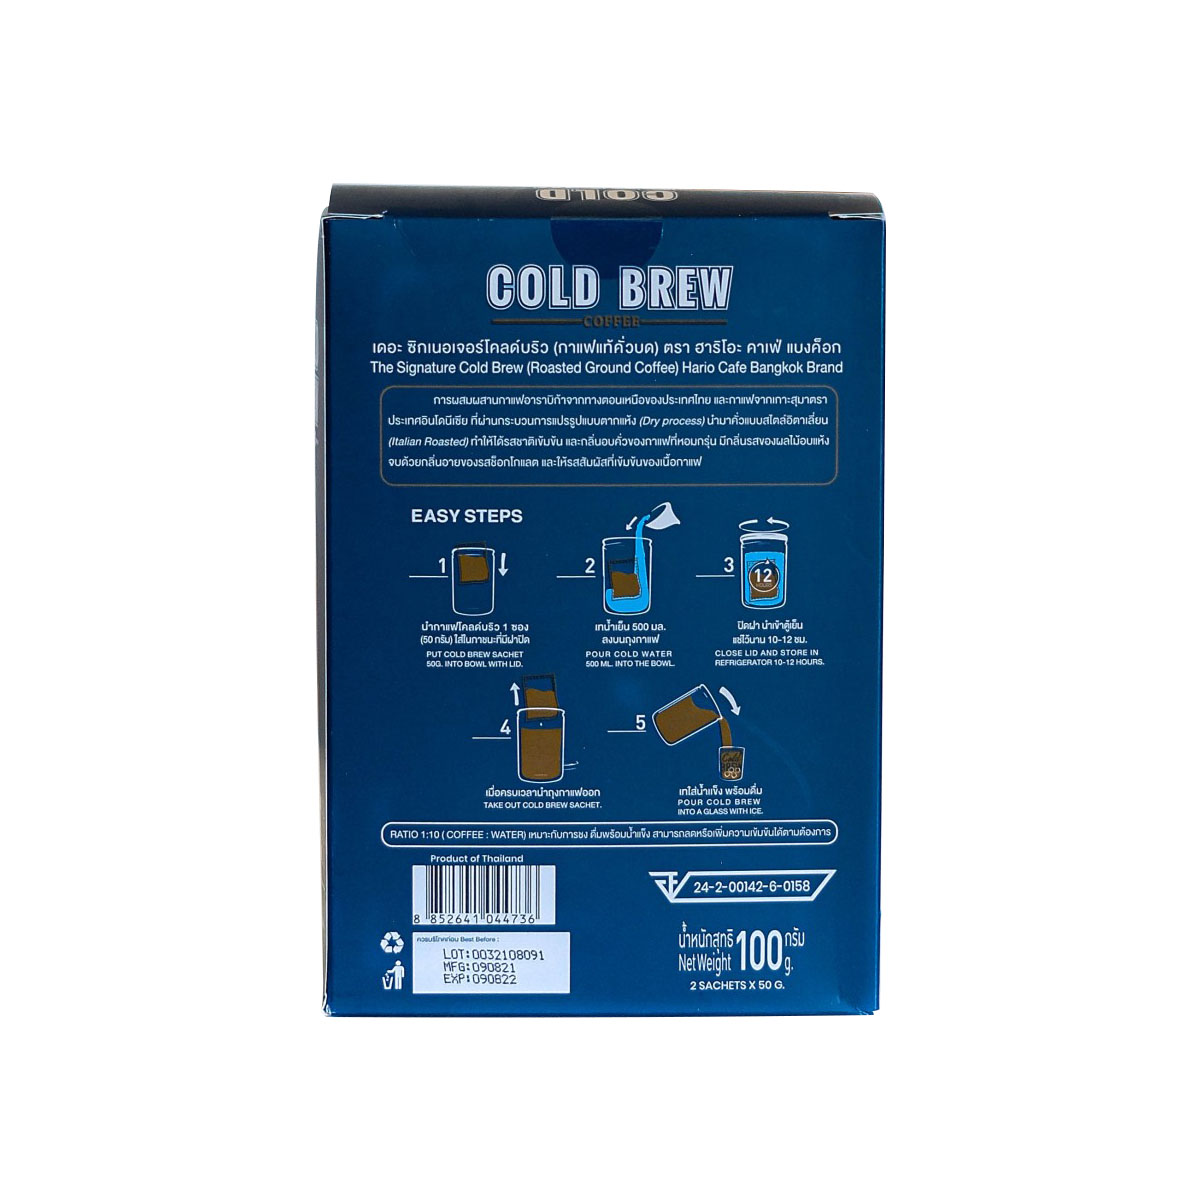 COLD
COLD BREW
COFFEE
เดอะ ซิกเนอเจอร์โคลด์บริว (กาแฟแท้คั่วบด) ตรา ฮาริโอะ คาเฟ่ แบงค็อก
The Signature Cold Brew (Roasted Ground Coffee) Hario Cafe Bangkok Brand
การผสมผสานกาแฟอาราบิก้าจากทางตอนเหนือของประเทศไทย และกาแฟจากเกาะสุมาตรา
ประเทศอินโดนีเซีย ที่ผ่านกระบวนการแปรรูปแบบตากแห้ง (Dry process) นำมาคั่วแบบสไตล์อิตาเลี่ยน
(Italian Roasted) ทำให้ได้รสชาติเข้มข้น และกลิ่นอบคั่วของกาแฟที่หอมกรุ่น มีกลิ่นรสของผลไม้อบแห้ง
จบด้วยกลิ่นอายของรสช็อกโกแลต และให้รสสัมผัสที่เข้มข้นของเนื้อกาแฟ
EASY STEPS
1
2
3
12
HOURS
นำกาแฟโคลด์บริว 1 ซอง
(50 กรัม) ใส่ในภาชนะที่มีฝาปิด
PUT COLD BREW SACHET
50G. INTO BOWL WITH LID.
เทน้ำเย็น 500 มล.
ลงบนถุงกาแฟ
POUR COLD WATER
500 ML. INTO THE BOWL.
ปิดฝา นำเข้าตู้เย็น
แช่ไว้นาน 10-12 ชม.
CLOSE LID AND STORE IN
REFRIGERATOR 10-12 HOURS.
4
5
เมื่อครบเวลานำถุงกาแฟออก
TAKE OUT COLD BREW SACHET.
เทใส่น้ำแข็ง พร้อมดื่ม
POUR COLD BREW
INTO A GLASS WITH ICE.
RATIO 1:10 ( COFFEE : WATER) เหมาะกับการชง ดื่มพร้อมน้ำแข็ง สามารถลดหรือเพิ่มความเข้มข้นได้ตามต้องการ
Product of Thailand
8 852641 044736
24-2-00142-6-0158
ควรบริโภคก่อน Best Before :
LOT:0032108091
MFG:090821
EXP:090822
น้ำหนักสุทธิ 100 กรัม
Net Weight g.
2 SACHETS X 50 G.